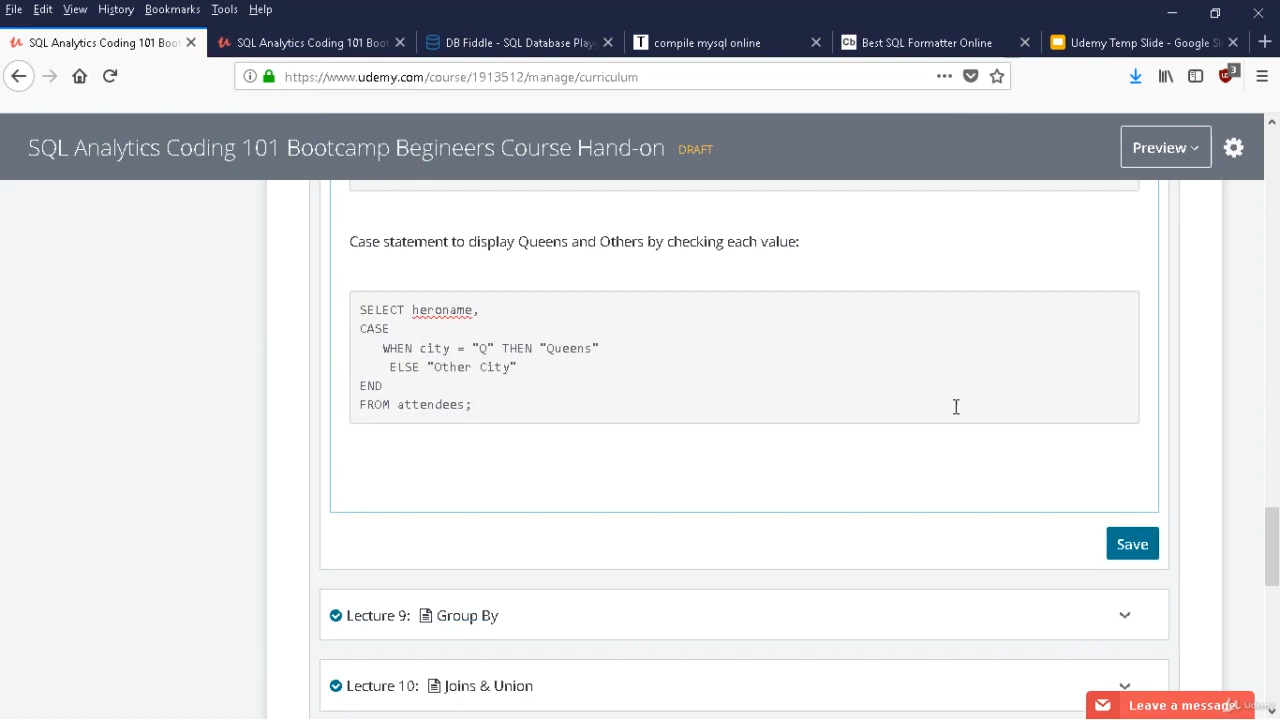 File Edit View History Bookmarks Tools Help
SQL Analytics Coding 101 Boot SQL Analytics Coding 101 Boot DB Fiddle - SQL Database Play compile mysql online Best SQL Formatter Online Udemy Temp Slide - Google S
https://www.udemy.com/course/1913512/manage/curriculum
3
SQL Analytics Coding 101 Bootcamp Begineers Course Hand-on DRAFT Preview
Case statement to display Queens and Others by checking each value:
SELECT heroname,
CASE
WHEN city = "Q" THEN "Queens"
ELSE "Other City"
END
FROM attendees;
Save
Lecture 9: Group By
Lecture 10: Joins & Union
Leave a message
Udemy